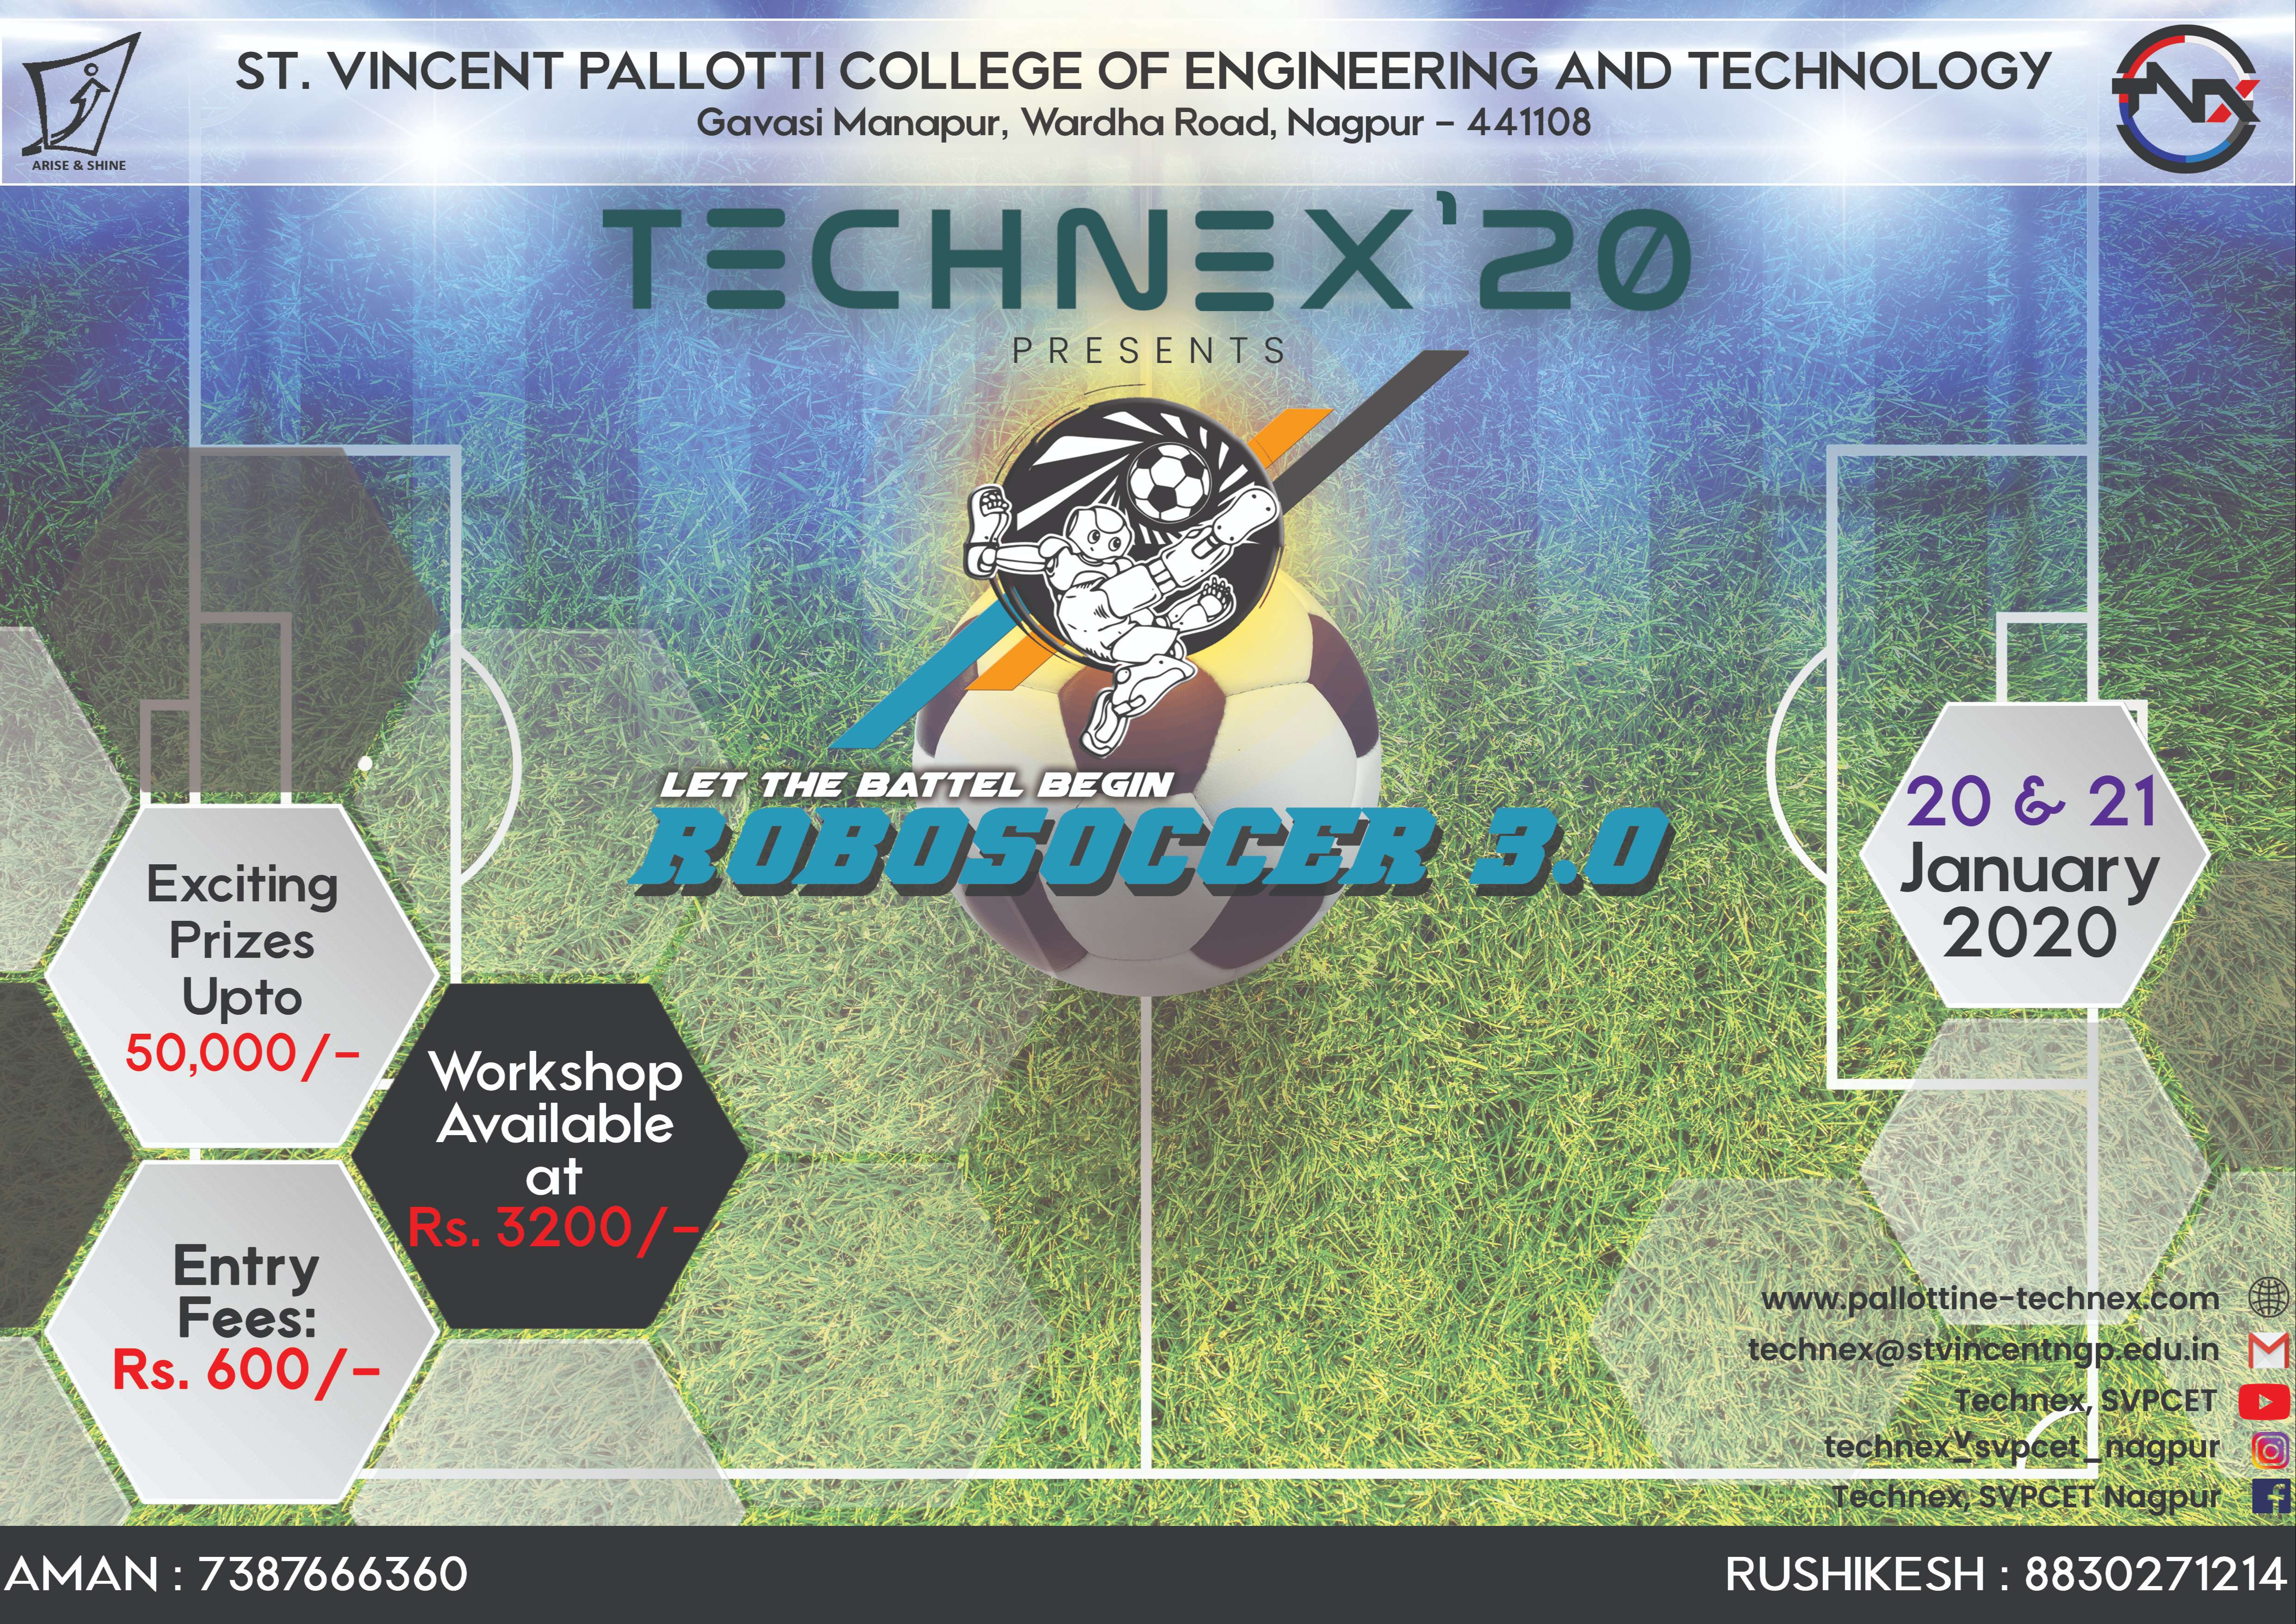 ST. VINCENT PALLOTTI COLLEGE OF ENGINEERING AND TECHNOLOGY
Gavasi Manapur, Wardha Road, Nagpur – 441108
ARISE & SHINE
TNX
TECHNEX'20
PRESENTS
LET THE BATTEL BEGIN
ROBOSOCCER 3.0
20 & 21
January
2020
Exciting
Prizes
Upto
50,000/-
Workshop
Available
at
Rs. 3200/-
Entry
Fees:
Rs. 600/-
www.pallottine-technex.com
technex@stvincentngp.edu.in
Technex, SVPCET
technex_svpcet_nagpur
Technex, SVPCET Nagpur
AMAN : 7387666360
RUSHIKESH : 8830271214